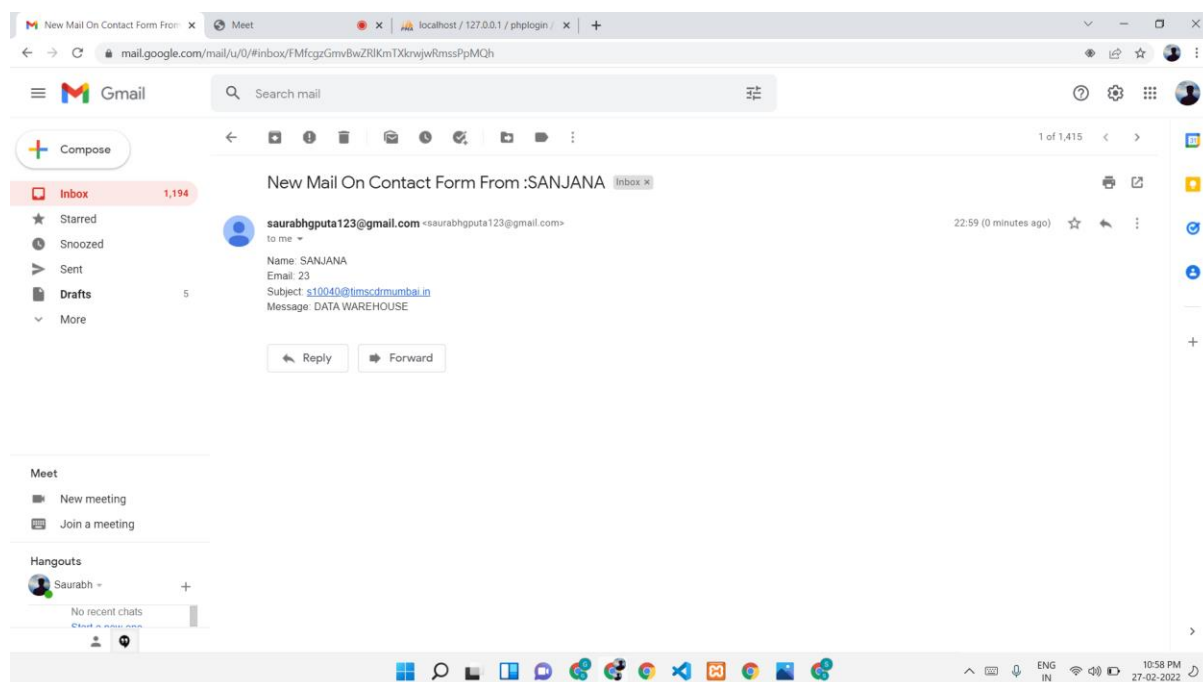 New Mail On Contact Form From
Meet
localhost / 127.0.0.1 / phplogin /
mail.google.com/mail/u/0/#inbox/FMfcgzGmvBwZRlKmTXkrwjwRmssPpMQh
Gmail
Search mail
Compose
1 of 1,415
Inbox 1,194
Starred
Snoozed
Sent
Drafts 5
More
New Mail On Contact Form From :SANJANA Inbox ×
saurabhgputa123@gmail.com <saurabhgputa123@gmail.com> 22:59 (0 minutes ago)
to me
Name: SANJANA
Email: 23
Subject: s10040@timscdrmumbai.in
Message: DATA WAREHOUSE
Reply Forward
Meet
New meeting
Join a meeting
Hangouts
Saurabh
No recent chats
Start a new one
31
ENG
IN
10:58 PM
27-02-2022